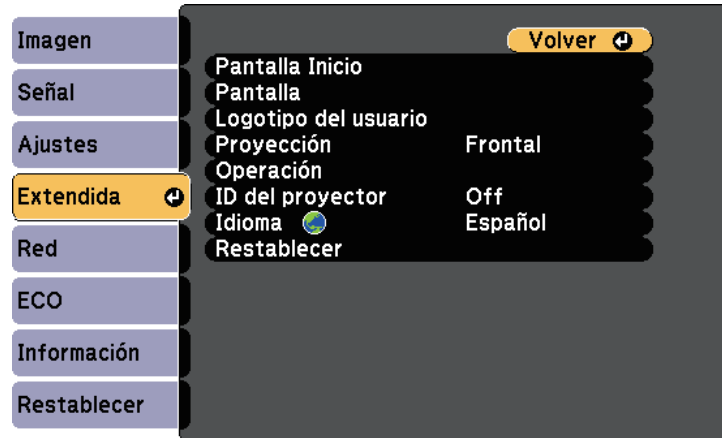 Imagen
Señal
Ajustes
Extendida
Red
ECO
Información
Restablecer
Volver
Pantalla Inicio
Pantalla
Logotipo del usuario
Proyección Frontal
Operación
ID del proyector Off
Idioma Español
Restablecer